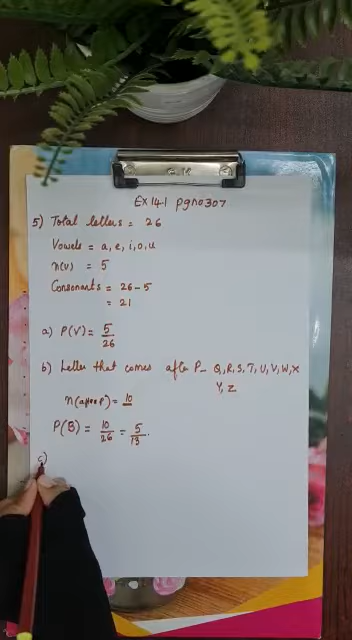 Ex 14.1 pg no 307
5) Total letters = 26
Vowels = a, e, i, o, u
n(v) = 5
Consonents = 26 - 5
= 21
a) P(V) = 5/26
b) Letter that comes after P - Q, R, S, T, U, V, W, X
Y, Z
n(after P) = 10
P(B) = 10/26 = 5/13.
c)